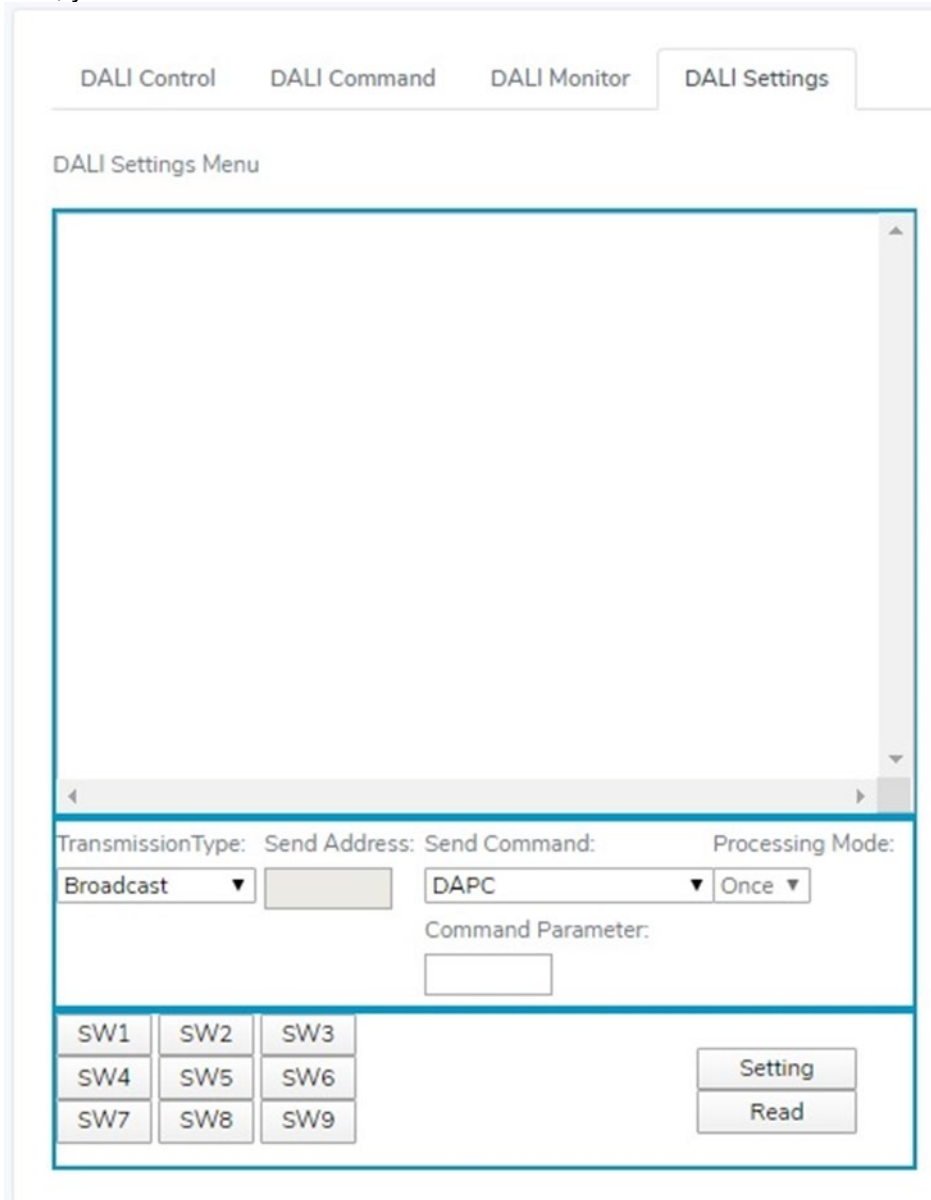 DALI Control DALI Command DALI Monitor DALI Settings
DALI Settings Menu
TransmissionType: Send Address: Send Command: Processing Mode:
Broadcast DAPC Once
Command Parameter:
SW1 SW2 SW3
SW4 SW5 SW6
SW7 SW8 SW9
Setting
Read